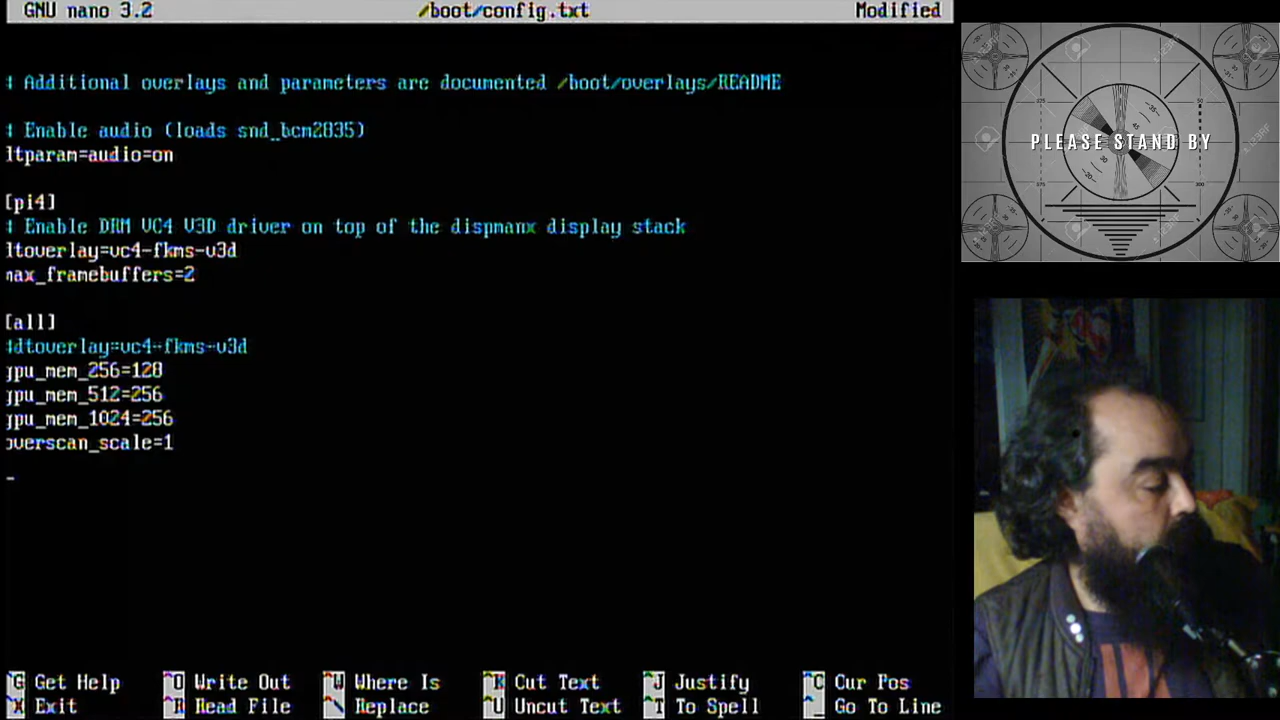 GNU nano 3.2 /boot/config.txt Modified
# Additional overlays and parameters are documented /boot/overlays/README
# Enable audio (loads snd_bcm2835)
dtparam=audio=on
[pi4]
# Enable DRM VC4 V3D driver on top of the dispmanx display stack
dtoverlay=vc4-fkms-v3d
max_framebuffers=2
[all]
#dtoverlay=vc4-fkms-v3d
gpu_mem_256=128
gpu_mem_512=256
gpu_mem_1024=256
overscan_scale=1
^G Get Help ^O Write Out ^W Where Is ^K Cut Text ^J Justify ^C Cur Pos
^X Exit ^R Read File ^\ Replace ^U Uncut Text ^T To Spell ^_ Go To Line
PLEASE STAND BY